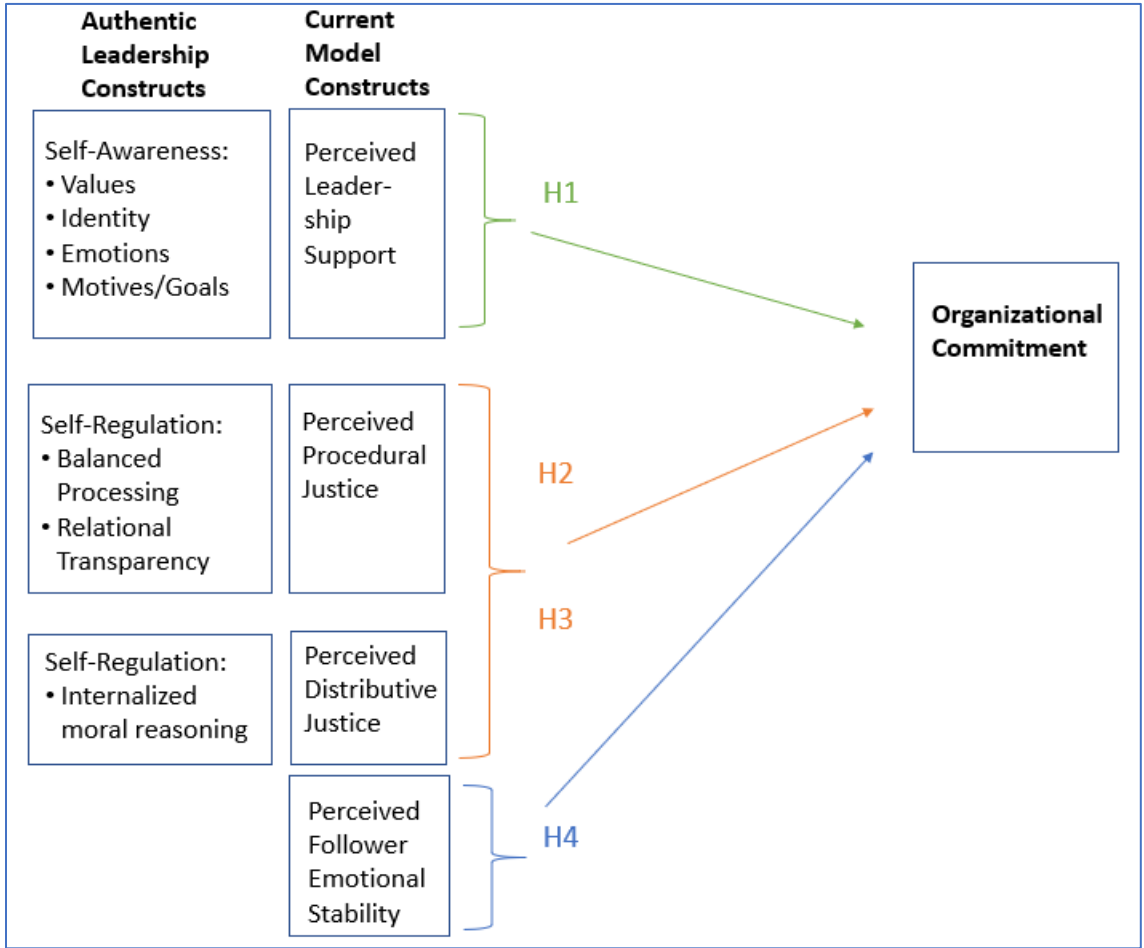 Authentic
Leadership
Constructs
Current
Model
Constructs
Self-Awareness:
• Values
• Identity
• Emotions
• Motives/Goals
Perceived
Leader-
ship
Support
H1
Organizational
Commitment
Self-Regulation:
• Balanced
Processing
• Relational
Transparency
Perceived
Procedural
Justice
H2
H3
Self-Regulation:
• Internalized
moral reasoning
Perceived
Distributive
Justice
Perceived
Follower
Emotional
Stability
H4